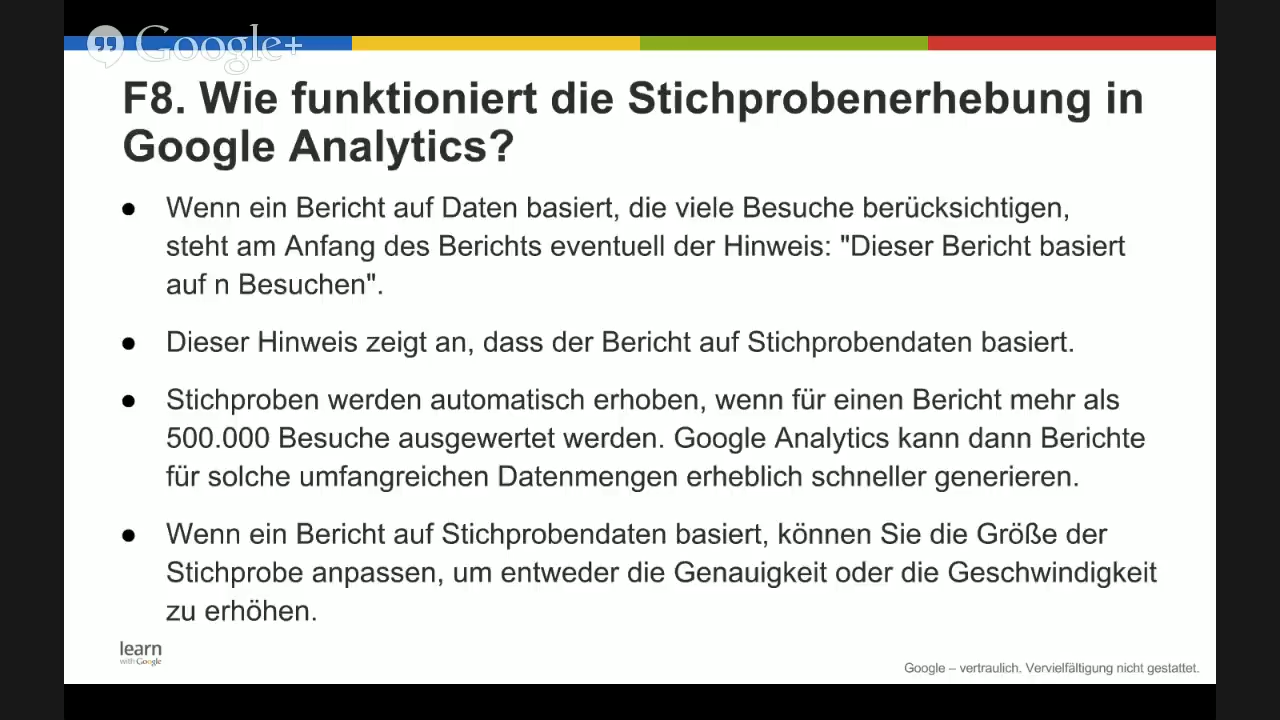 Google+
F8. Wie funktioniert die Stichprobenerhebung in
Google Analytics?
● Wenn ein Bericht auf Daten basiert, die viele Besuche berücksichtigen,
steht am Anfang des Berichts eventuell der Hinweis: "Dieser Bericht basiert
auf n Besuchen".
● Dieser Hinweis zeigt an, dass der Bericht auf Stichprobendaten basiert.
● Stichproben werden automatisch erhoben, wenn für einen Bericht mehr als
500.000 Besuche ausgewertet werden. Google Analytics kann dann Berichte
für solche umfangreichen Datenmengen erheblich schneller generieren.
● Wenn ein Bericht auf Stichprobendaten basiert, können Sie die Größe der
Stichprobe anpassen, um entweder die Genauigkeit oder die Geschwindigkeit
zu erhöhen.
learn
with Google
Google – vertraulich. Vervielfältigung nicht gestattet.